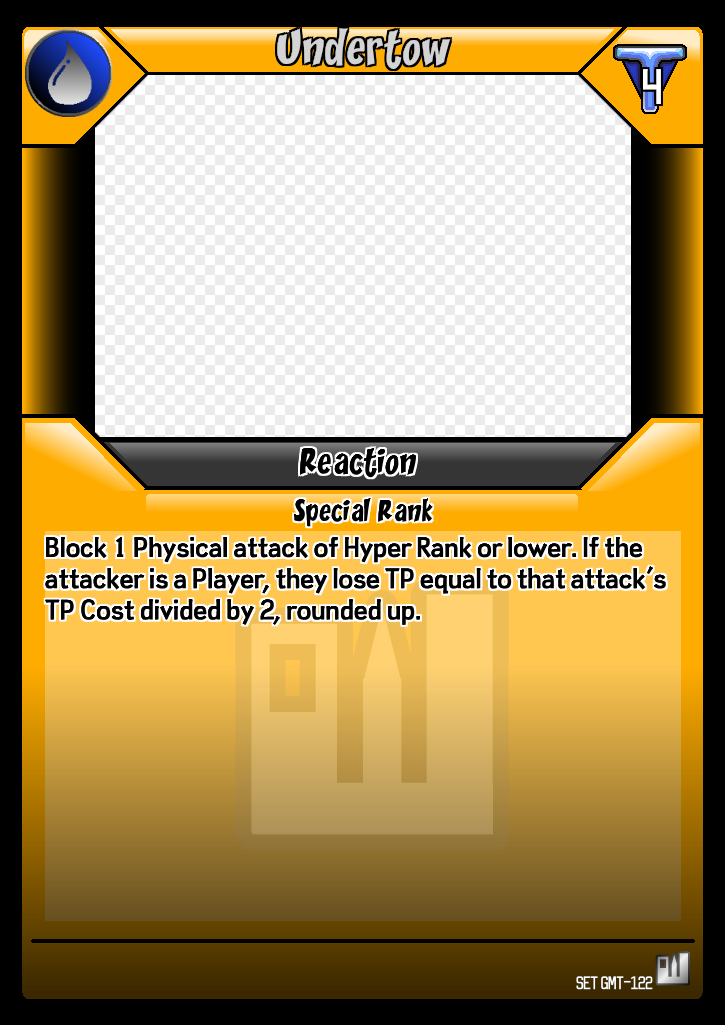 Undertow
4
Reaction
Special Rank
Block 1 Physical attack of Hyper Rank or lower. If the
attacker is a Player, they lose TP equal to that attack's
TP Cost divided by 2, rounded up.
SET GMT-122